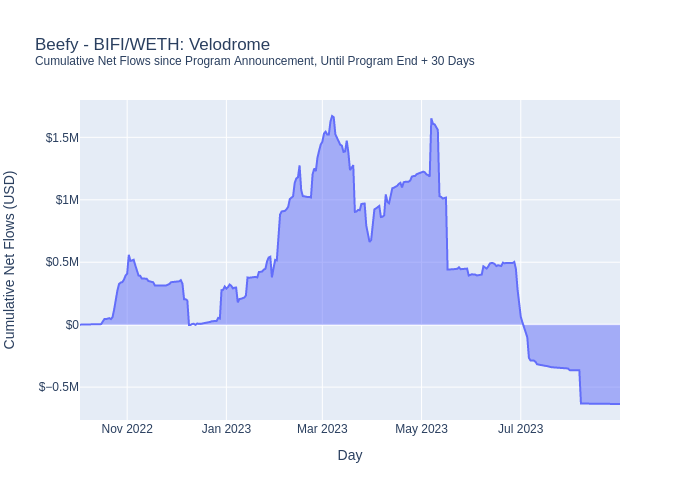 Beefy - BIFI/WETH: Velodrome
Cumulative Net Flows since Program Announcement, Until Program End + 30 Days
Cumulative Net Flows (USD)
$1.5M
$1M
$0.5M
$0
$−0.5M
Nov 2022
Jan 2023
Mar 2023
May 2023
Jul 2023
Day